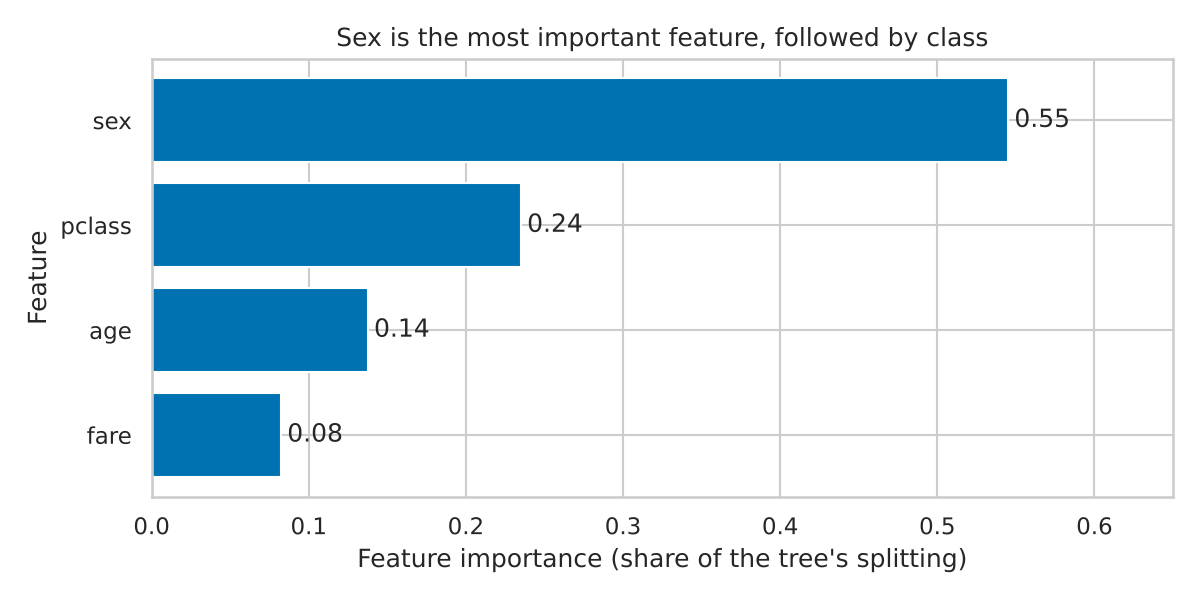 Sex is the most important feature, followed by class
Feature
sex
0.55
pclass
0.24
age
0.14
fare
0.08
0.0 0.1 0.2 0.3 0.4 0.5 0.6
Feature importance (share of the tree's splitting)